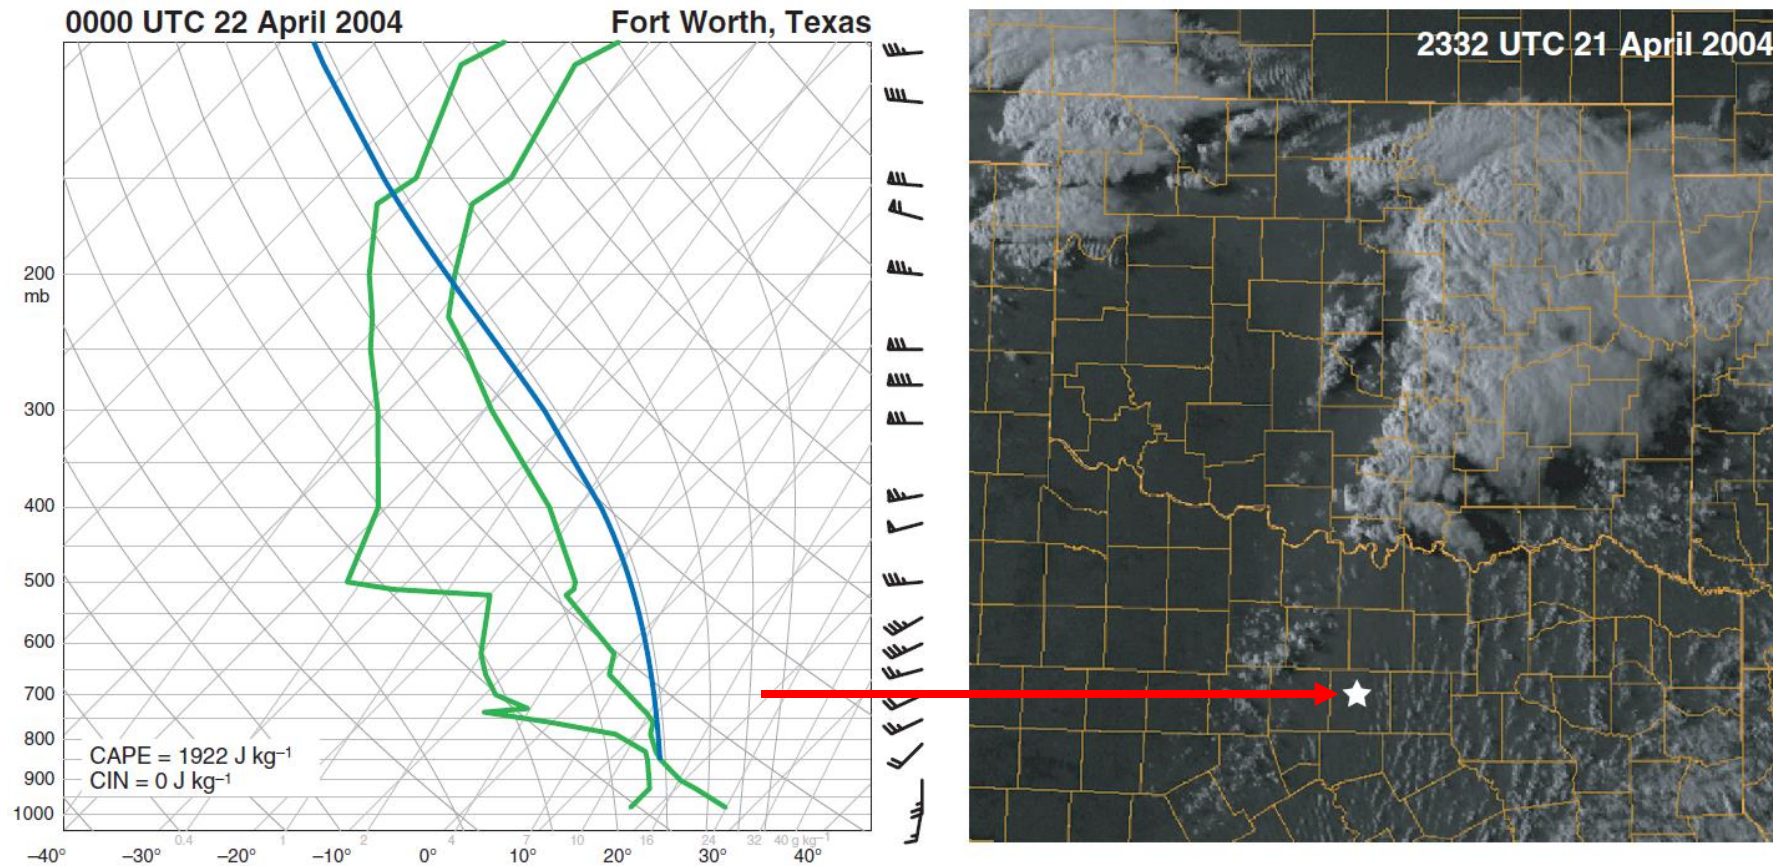 0000 UTC 22 April 2004
Fort Worth, Texas
2332 UTC 21 April 2004
200
mb
300
400
500
600
700
800
900
1000
CAPE = 1922 J kg⁻¹
CIN = 0 J kg⁻¹
0.4 1 2 4 7 10 16 24 32 40 g kg⁻¹
–40° –30° –20° –10° 0° 10° 20° 30° 40°